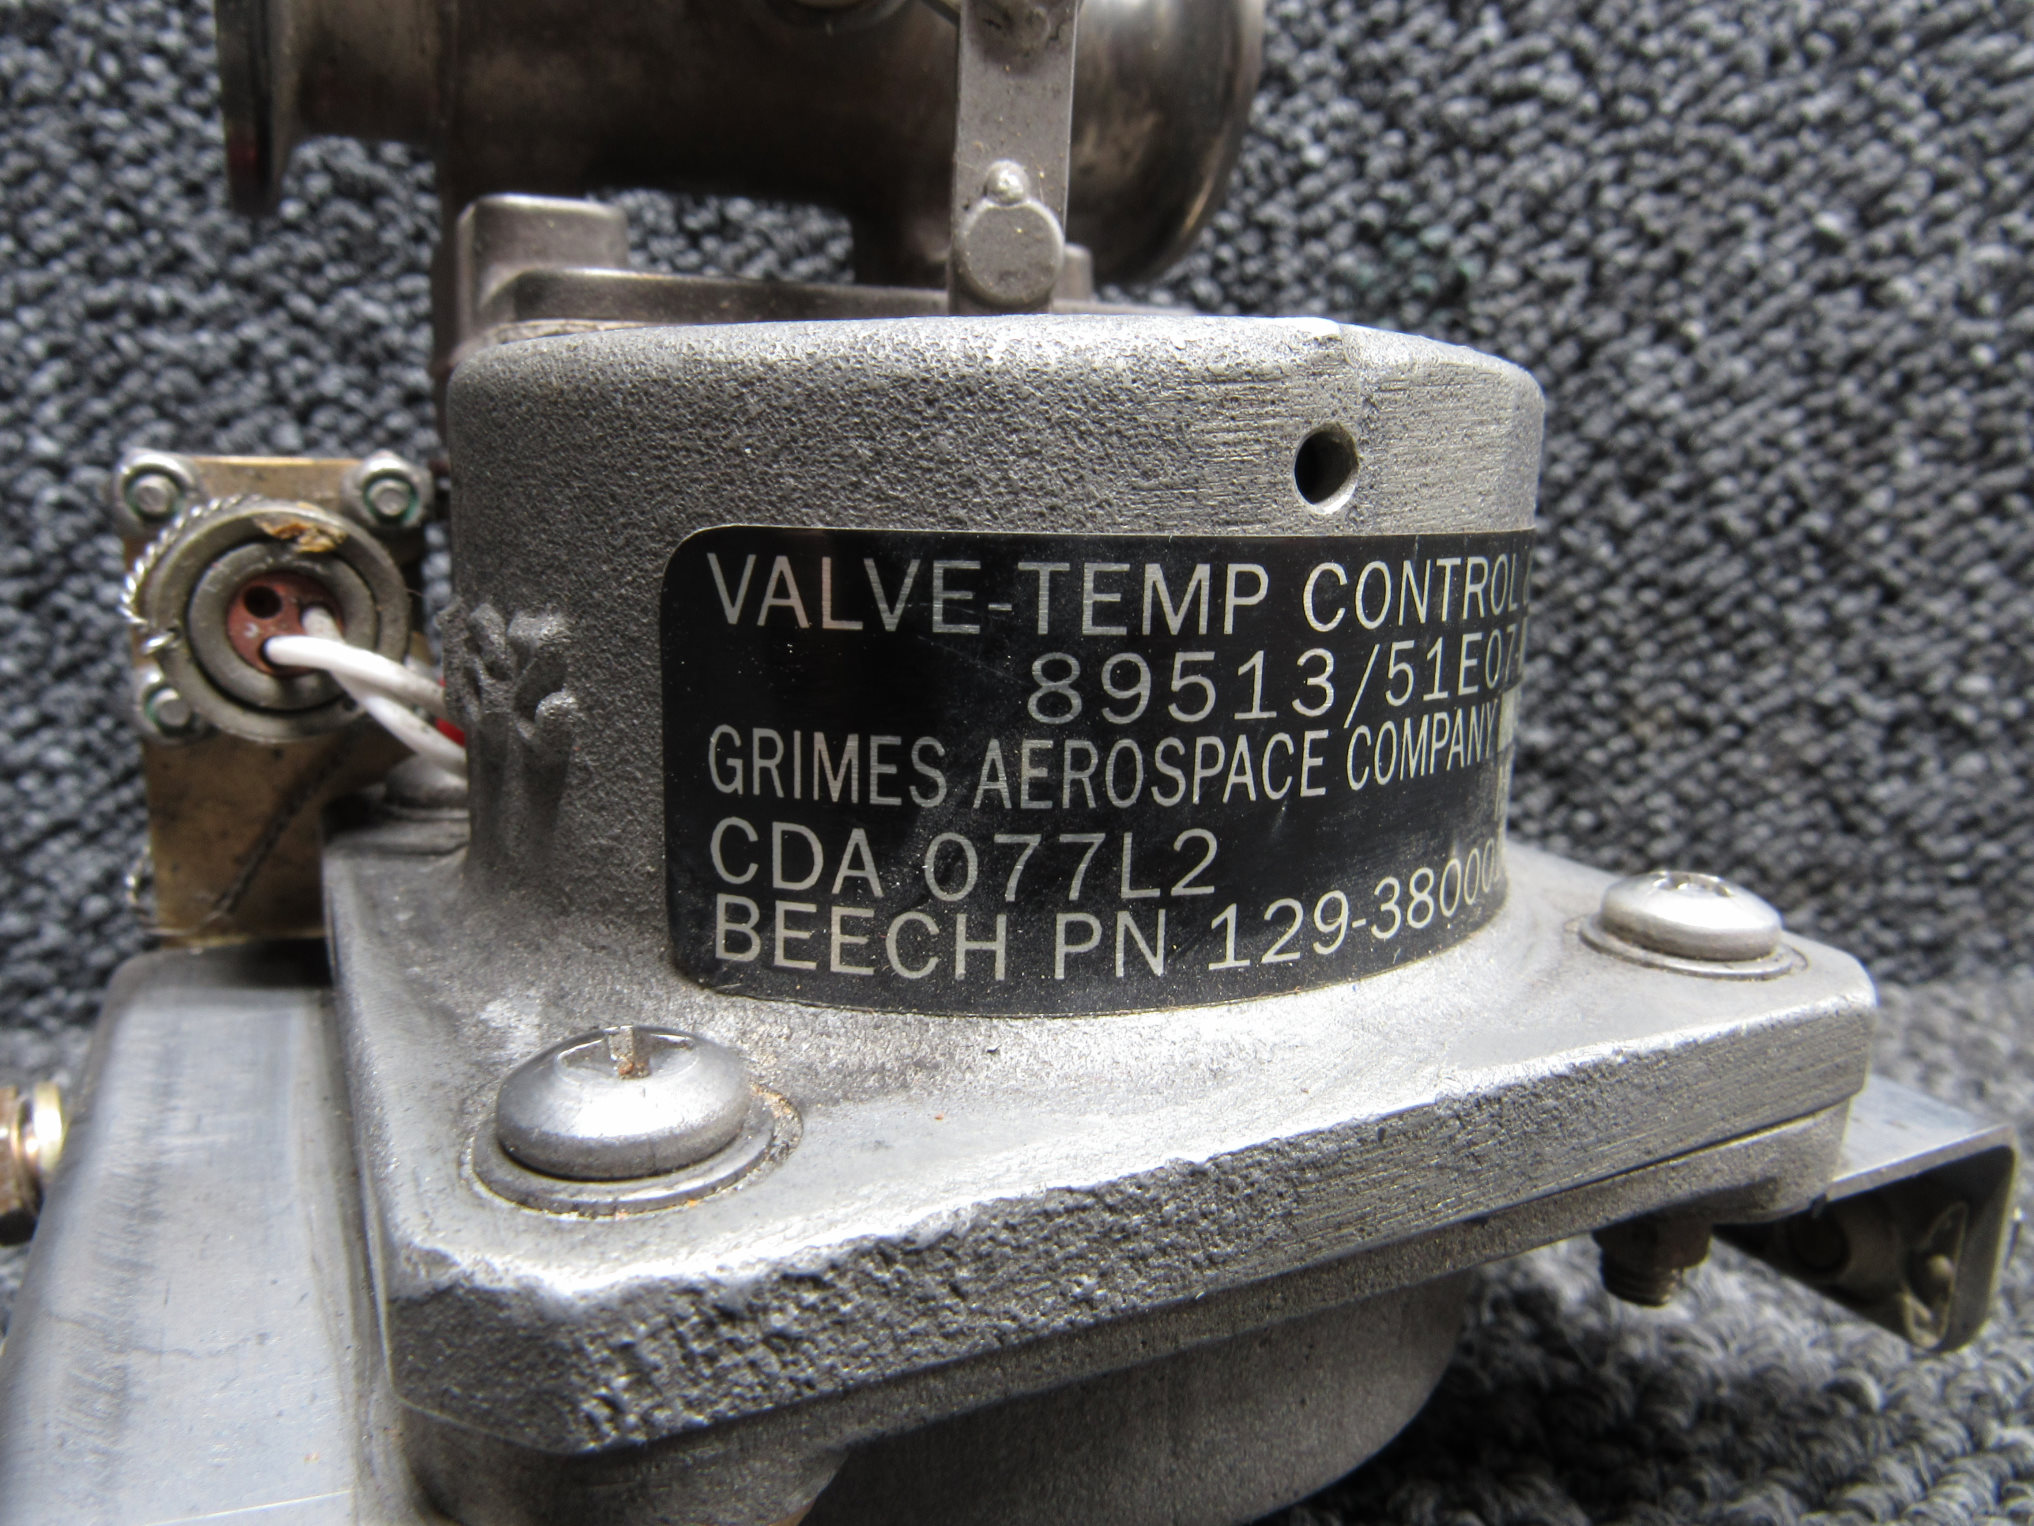 VALVE-TEMP CONTROL
89513/51E07-
GRIMES AEROSPACE COMPANY
CDA 077L2
BEECH PN 129-38000